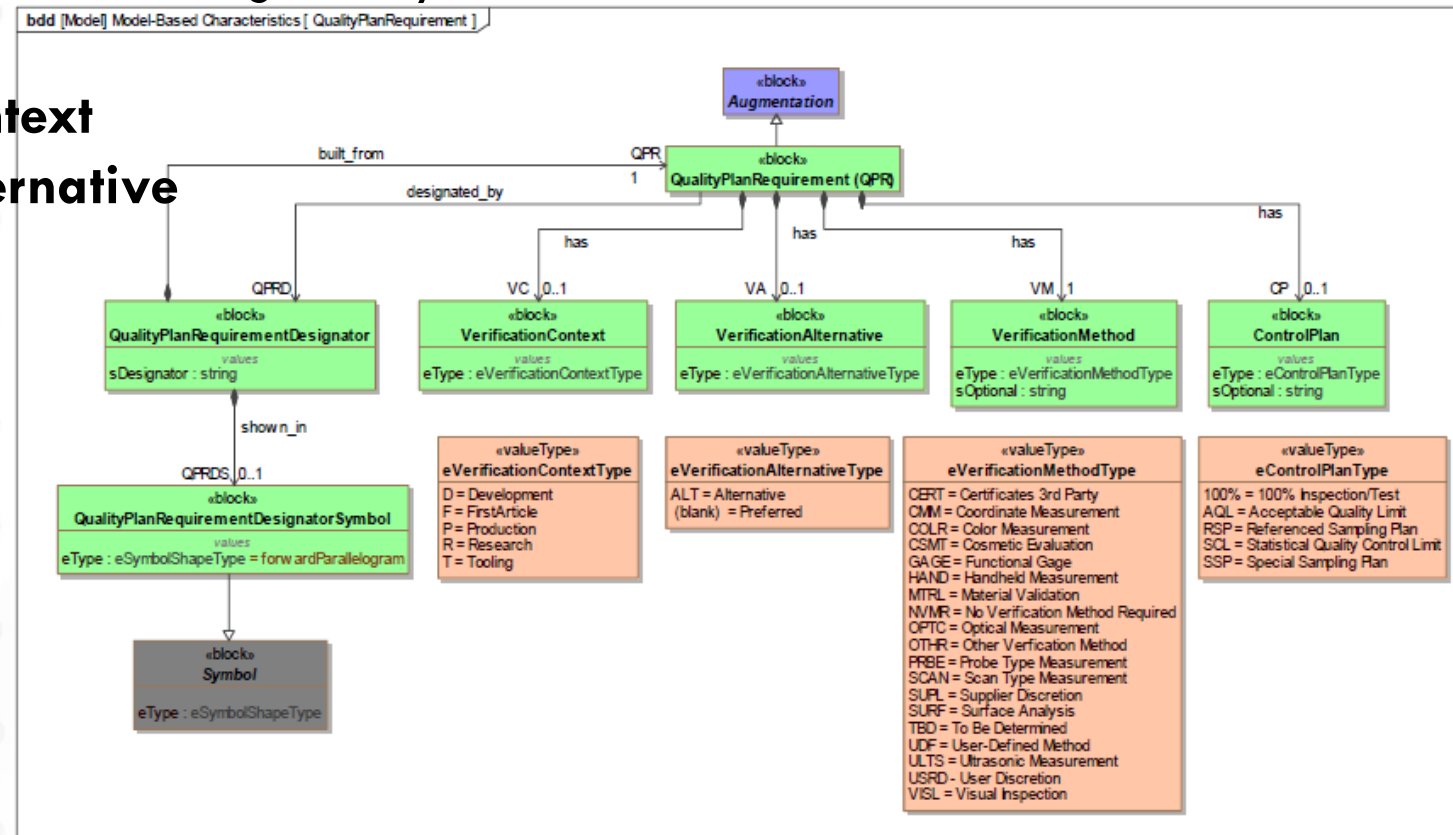 bdd [Model] Model-Based Characteristics [ QualityPlanRequirement ]
ntext
ernative
«block»
Augmentation
built_from
QPR
1
«block»
QualityPlanRequirement (QPR)
designated_by
has
has
has
has
QPRD
VC 0..1
VA 0..1
VM 1
CP 0..1
«block»
QualityPlanRequirementDesignator
values
sDesignator : string
«block»
VerificationContext
values
eType : eVerificationContextType
«block»
VerificationAlternative
values
eType : eVerificationAlternativeType
«block»
VerificationMethod
values
eType : eVerificationMethodType
sOptional : string
«block»
ControlPlan
values
eType : eControlPlanType
sOptional : string
shown_in
QPRDS 0..1
«block»
QualityPlanRequirementDesignatorSymbol
values
eType : eSymbolShapeType = forwardParallelogram
«block»
Symbol
eType : eSymbolShapeType
«valueType»
eVerificationContextType
D = Development
F = FirstArticle
P = Production
R = Research
T = Tooling
«valueType»
eVerificationAlternativeType
ALT = Alternative
(blank) = Preferred
«valueType»
eVerificationMethodType
CERT = Certificates 3rd Party
CMM = Coordinate Measurement
COLR = Color Measurement
CSMT = Cosmetic Evaluation
GAGE = Functional Gage
HAND = Handheld Measurement
MTRL = Material Validation
NVMR = No Verification Method Required
OPTC = Optical Measurement
OTHR = Other Verfication Method
PRBE = Probe Type Measurement
SCAN = Scan Type Measurement
SUPL = Supplier Discretion
SURF = Surface Analysis
TBD = To Be Determined
UDF = User-Defined Method
ULTS = Ultrasonic Measurement
USRD - User Discretion
VISL = Visual Inspection
«valueType»
eControlPlanType
100% = 100% Inspection/Test
AQL = Acceptable Quality Limit
RSP = Referenced Sampling Plan
SCL = Statistical Quality Control Limit
SSP = Special Sampling Plan